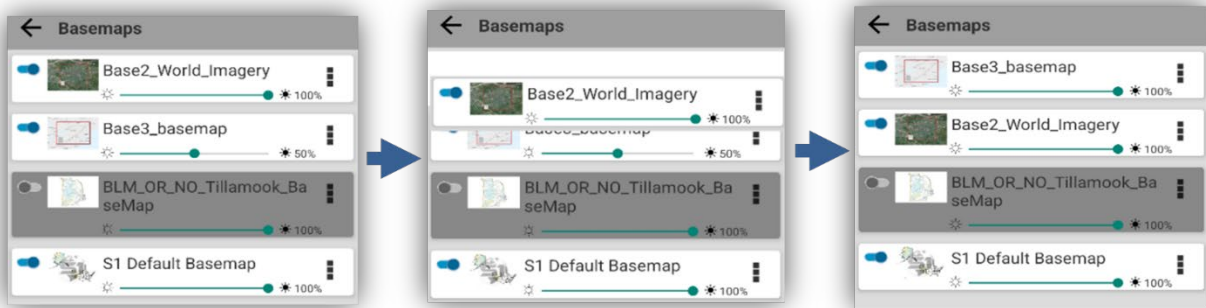 Basemaps
Base2_World_Imagery
100%
Base3_basemap
50%
BLM_OR_NO_Tillamook_Ba
seMap
100%
S1 Default Basemap
100%
Basemaps
Base2_World_Imagery
100%
Base3_basemap
50%
BLM_OR_NO_Tillamook_Ba
seMap
100%
S1 Default Basemap
100%
Basemaps
Base3_basemap
100%
Base2_World_Imagery
100%
BLM_OR_NO_Tillamook_Ba
seMap
100%
S1 Default Basemap
100%